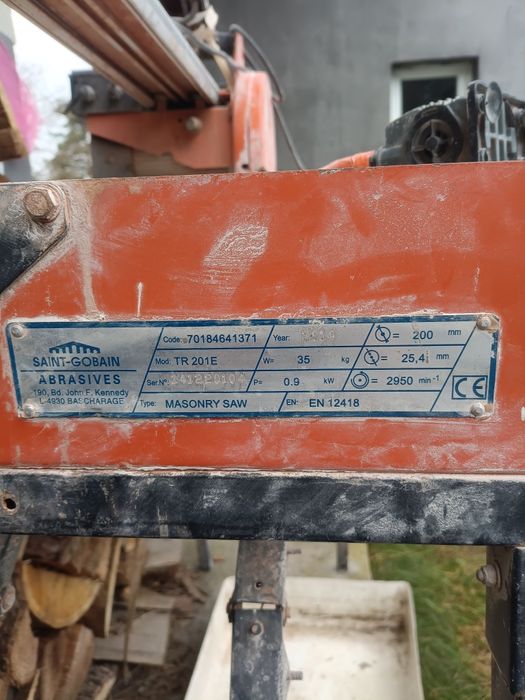 SAINT-GOBAIN
ABRASIVES
190, Bd. John F. Kennedy
L-4930 BASCHARAGE
Code: 70184641371
Year:
= 200 mm
Mod: TR 201E
W= 35 kg
= 25,4 mm
Ser.N°.
P= 0.9 kW
= 2950 min-1
Type: MASONRY SAW
EN: EN 12418
CE